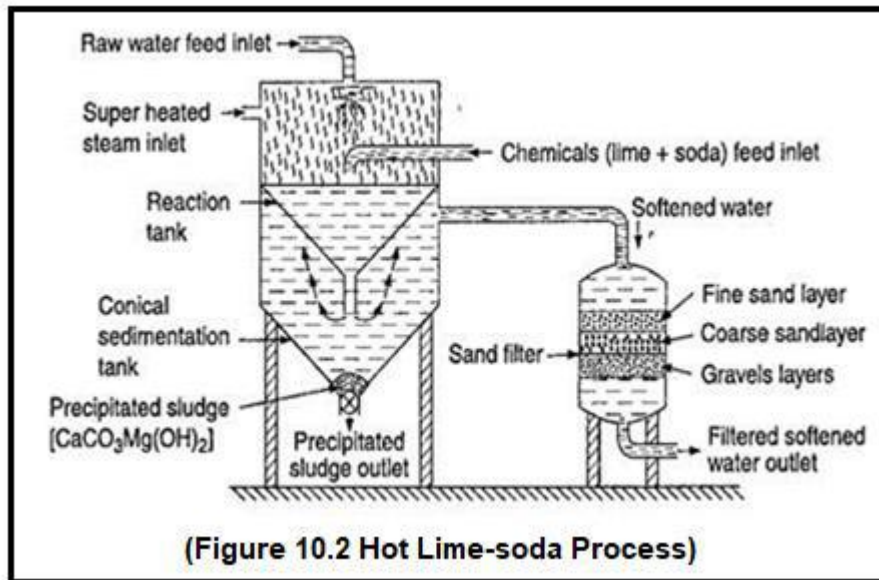 Raw water feed inlet
Super heated
steam inlet
Chemicals (lime + soda) feed inlet
Reaction
tank
Softened
water
Conical
sedimentation
tank
Fine sand layer
Coarse sandlayer
Sand filter
Gravels layers
Precipitated sludge
[CaCO₃Mg(OH)₂]
Precipitated
sludge outlet
Filtered softened
water outlet
(Figure 10.2 Hot Lime-soda Process)